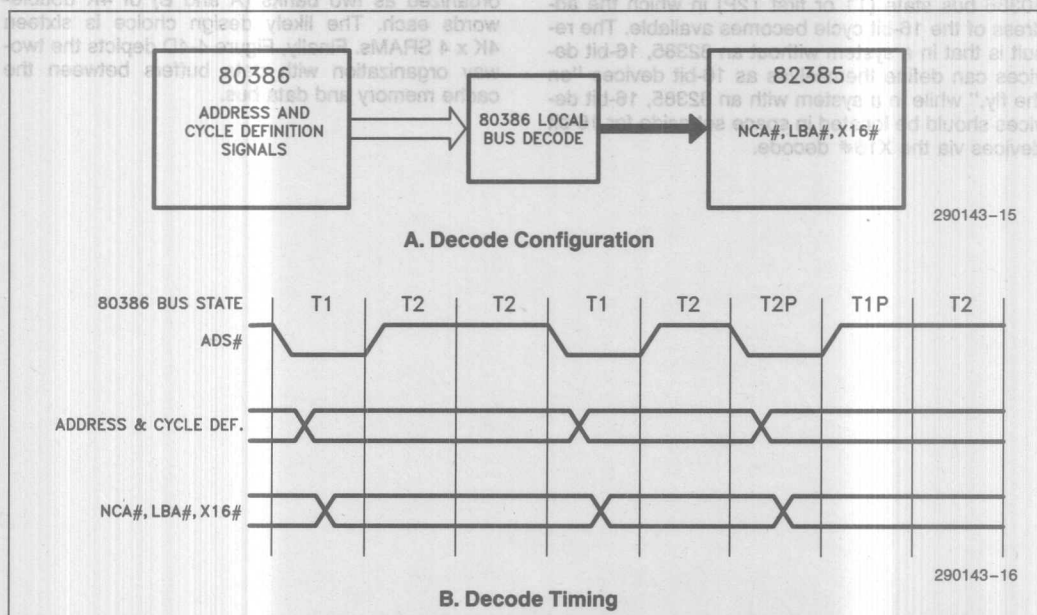 80386
ADDRESS AND
CYCLE DEFINITION
SIGNALS
80386 LOCAL
BUS DECODE
82385
NCA#, LBA#, X16#
290143-15
A. Decode Configuration
80386 BUS STATE T1 T2 T2 T1 T2 T2P T1P T2
ADS#
ADDRESS & CYCLE DEF.
NCA#, LBA#, X16#
290143-16
B. Decode Timing